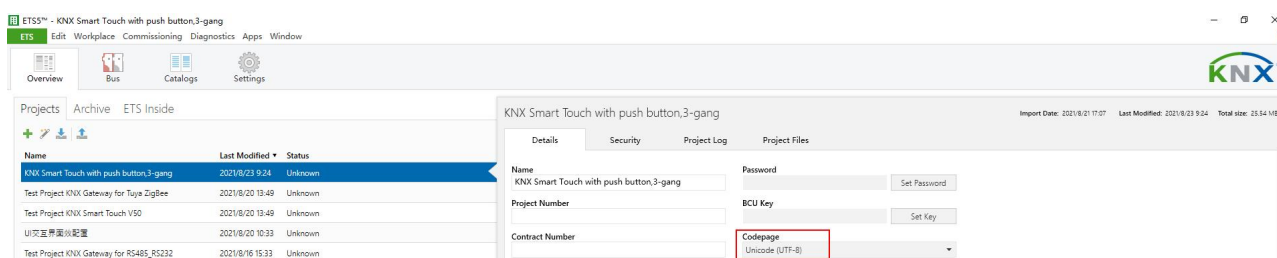 ETS5™ - KNX Smart Touch with push button,3-gang
ETS Edit Workplace Commissioning Diagnostics Apps Window
Overview Bus Catalogs Settings
KNX
Projects Archive ETS Inside
Name Last Modified Status
KNX Smart Touch with push button,3-gang 2021/8/23 9:24 Unknown
Test Project KNX Gateway for Tuya ZigBee 2021/8/20 13:49 Unknown
Test Project KNX Smart Touch V50 2021/8/20 13:49 Unknown
UI交互界面效配置 2021/8/20 10:33 Unknown
Test Project KNX Gateway for RS485_RS232 2021/8/16 15:33 Unknown
KNX Smart Touch with push button,3-gang
Import Date: 2021/8/21 17:07 Last Modified: 2021/8/23 9:24 Total size: 25.54 MB
Details Security Project Log Project Files
Name Password
KNX Smart Touch with push button,3-gang Set Password
Project Number BCU Key
Set Key
Contract Number Codepage
Unicode (UTF-8)